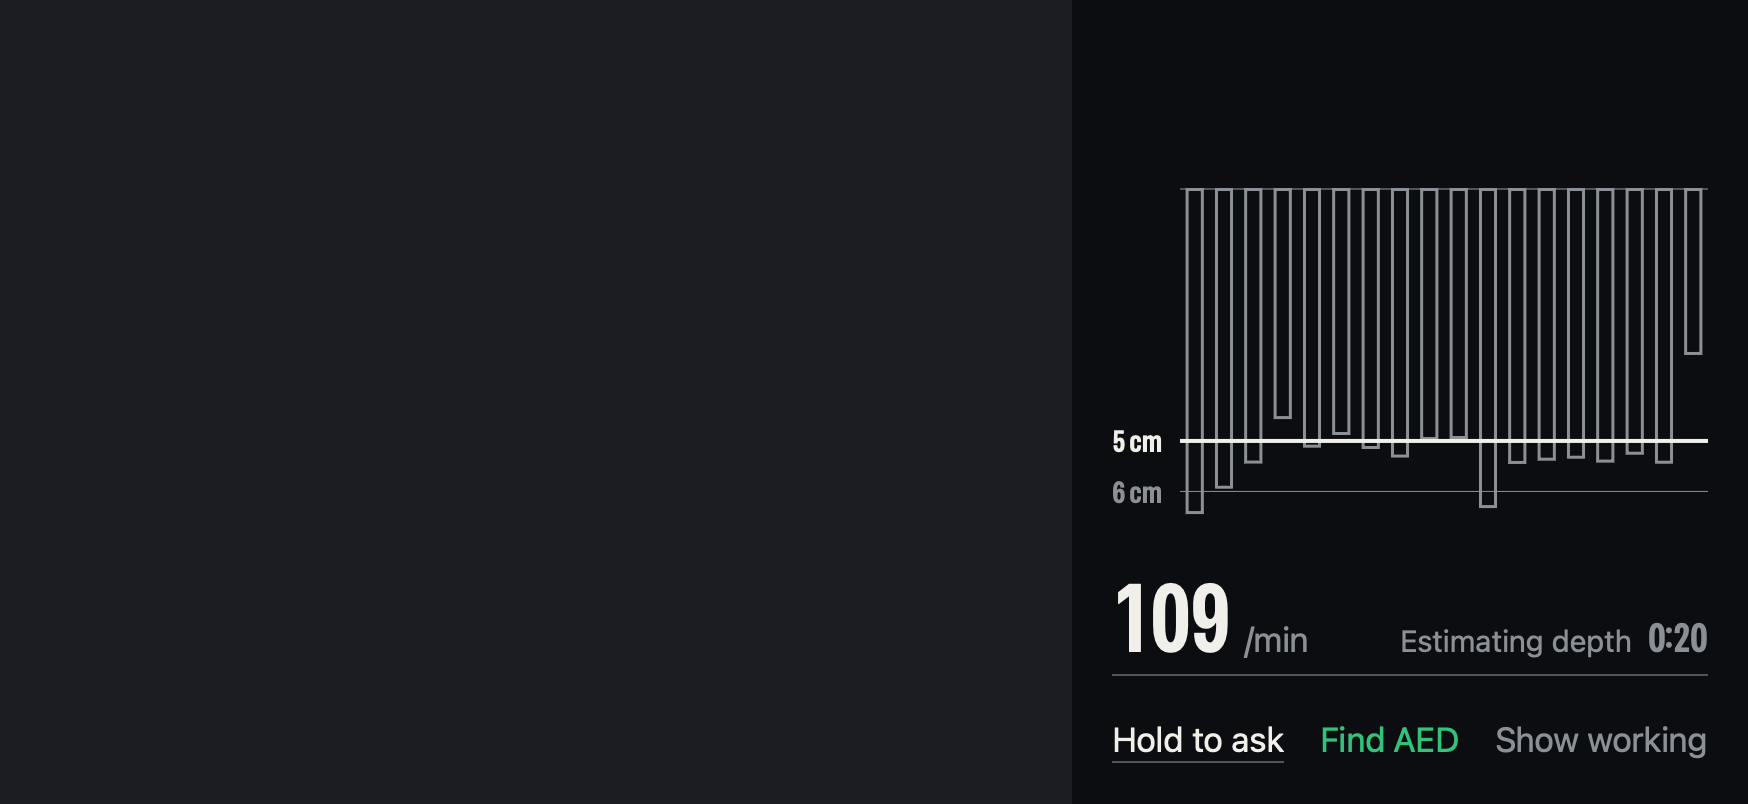 5 cm
6 cm
109 /min
Estimating depth 0:20
Hold to ask
Find AED
Show working